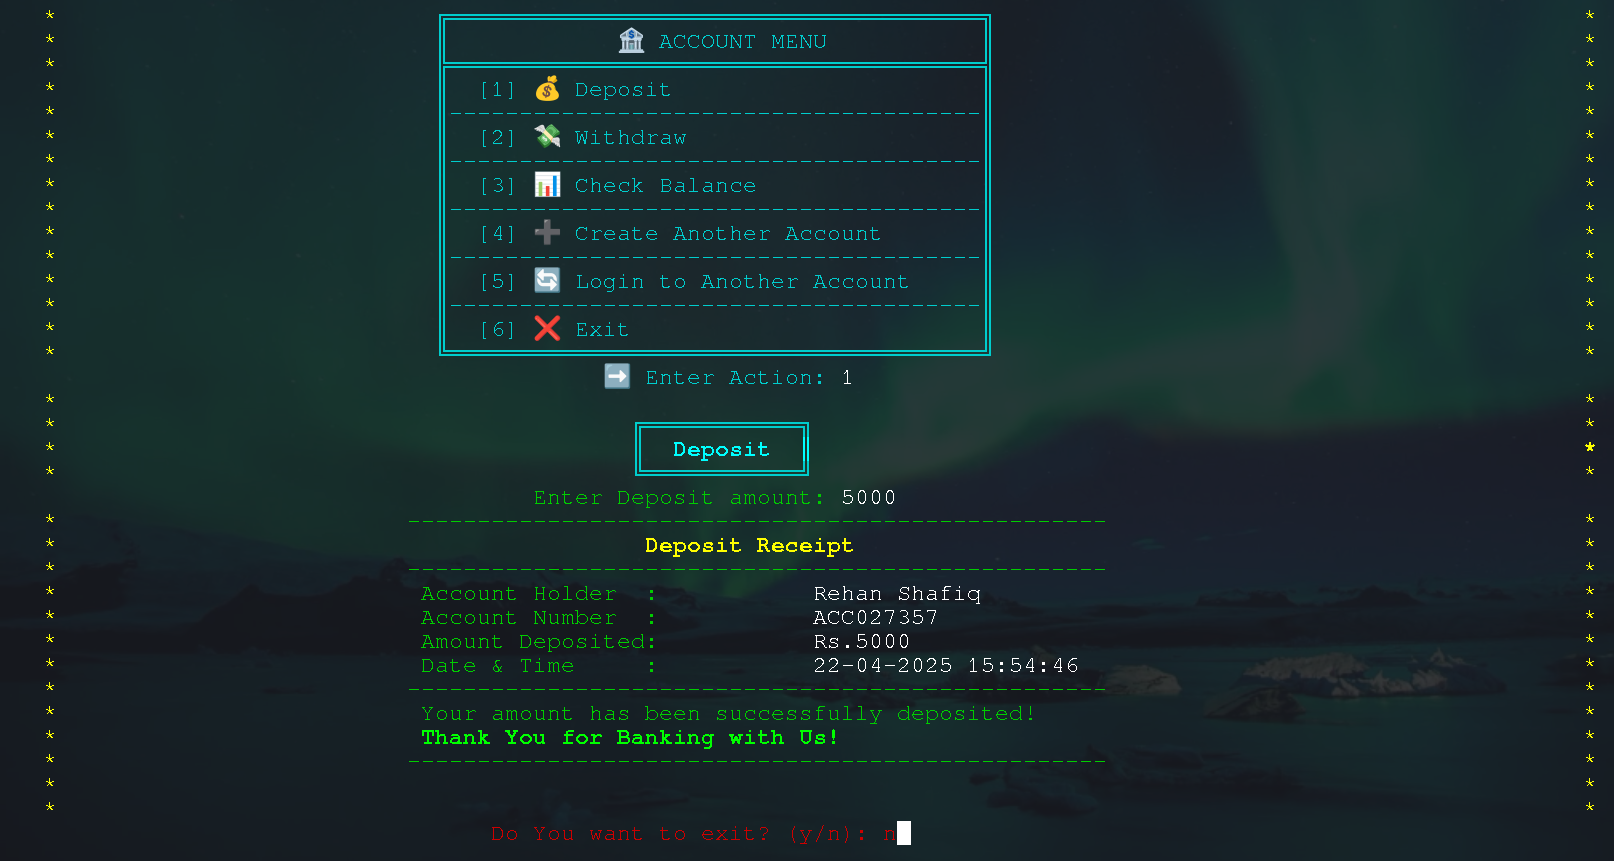 🏦 ACCOUNT MENU
[1] 💰 Deposit
[2] 💸 Withdraw
[3] 📊 Check Balance
[4] ➕ Create Another Account
[5] 🔄 Login to Another Account
[6] ❌ Exit
➡️ Enter Action: 1
Deposit
Enter Deposit amount: 5000
Deposit Receipt
Account Holder : Rehan Shafiq
Account Number : ACC027357
Amount Deposited: Rs.5000
Date & Time : 22-04-2025 15:54:46
Your amount has been successfully deposited!
Thank You for Banking with Us!
Do You want to exit? (y/n): n